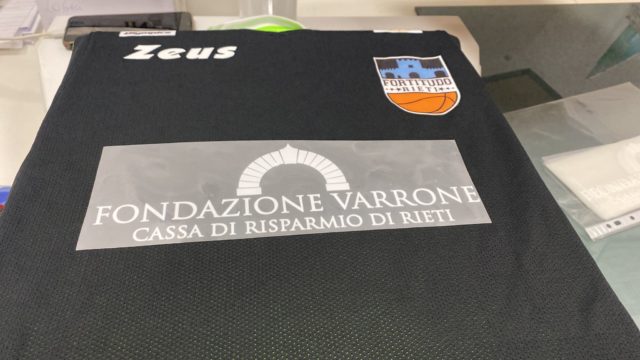 Zeus
FORTITUDO
RIETI
FONDAZIONE VARRONE
CASSA DI RISPARMIO DI RIETI